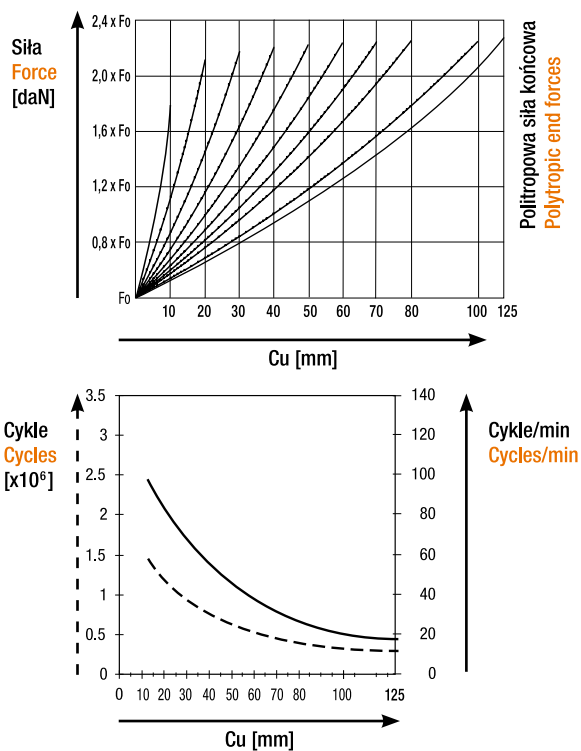 Siła
Force
[daN]
2,4 x Fo
2,0 x Fo
1,6 x Fo
1,2 x Fo
0,8 x Fo
Fo
10 20 30 40 50 60 70 80 100 125
Cu [mm]
Politropowa siła końcowa
Polytropic end forces
Cykle
Cycles
[x10⁶]
3.5
3
2.5
2
1.5
1
0.5
0
140
120
100
80
60
40
20
0
Cykle/min
Cycles/min
0 10 20 30 40 50 60 70 80 100 125
Cu [mm]